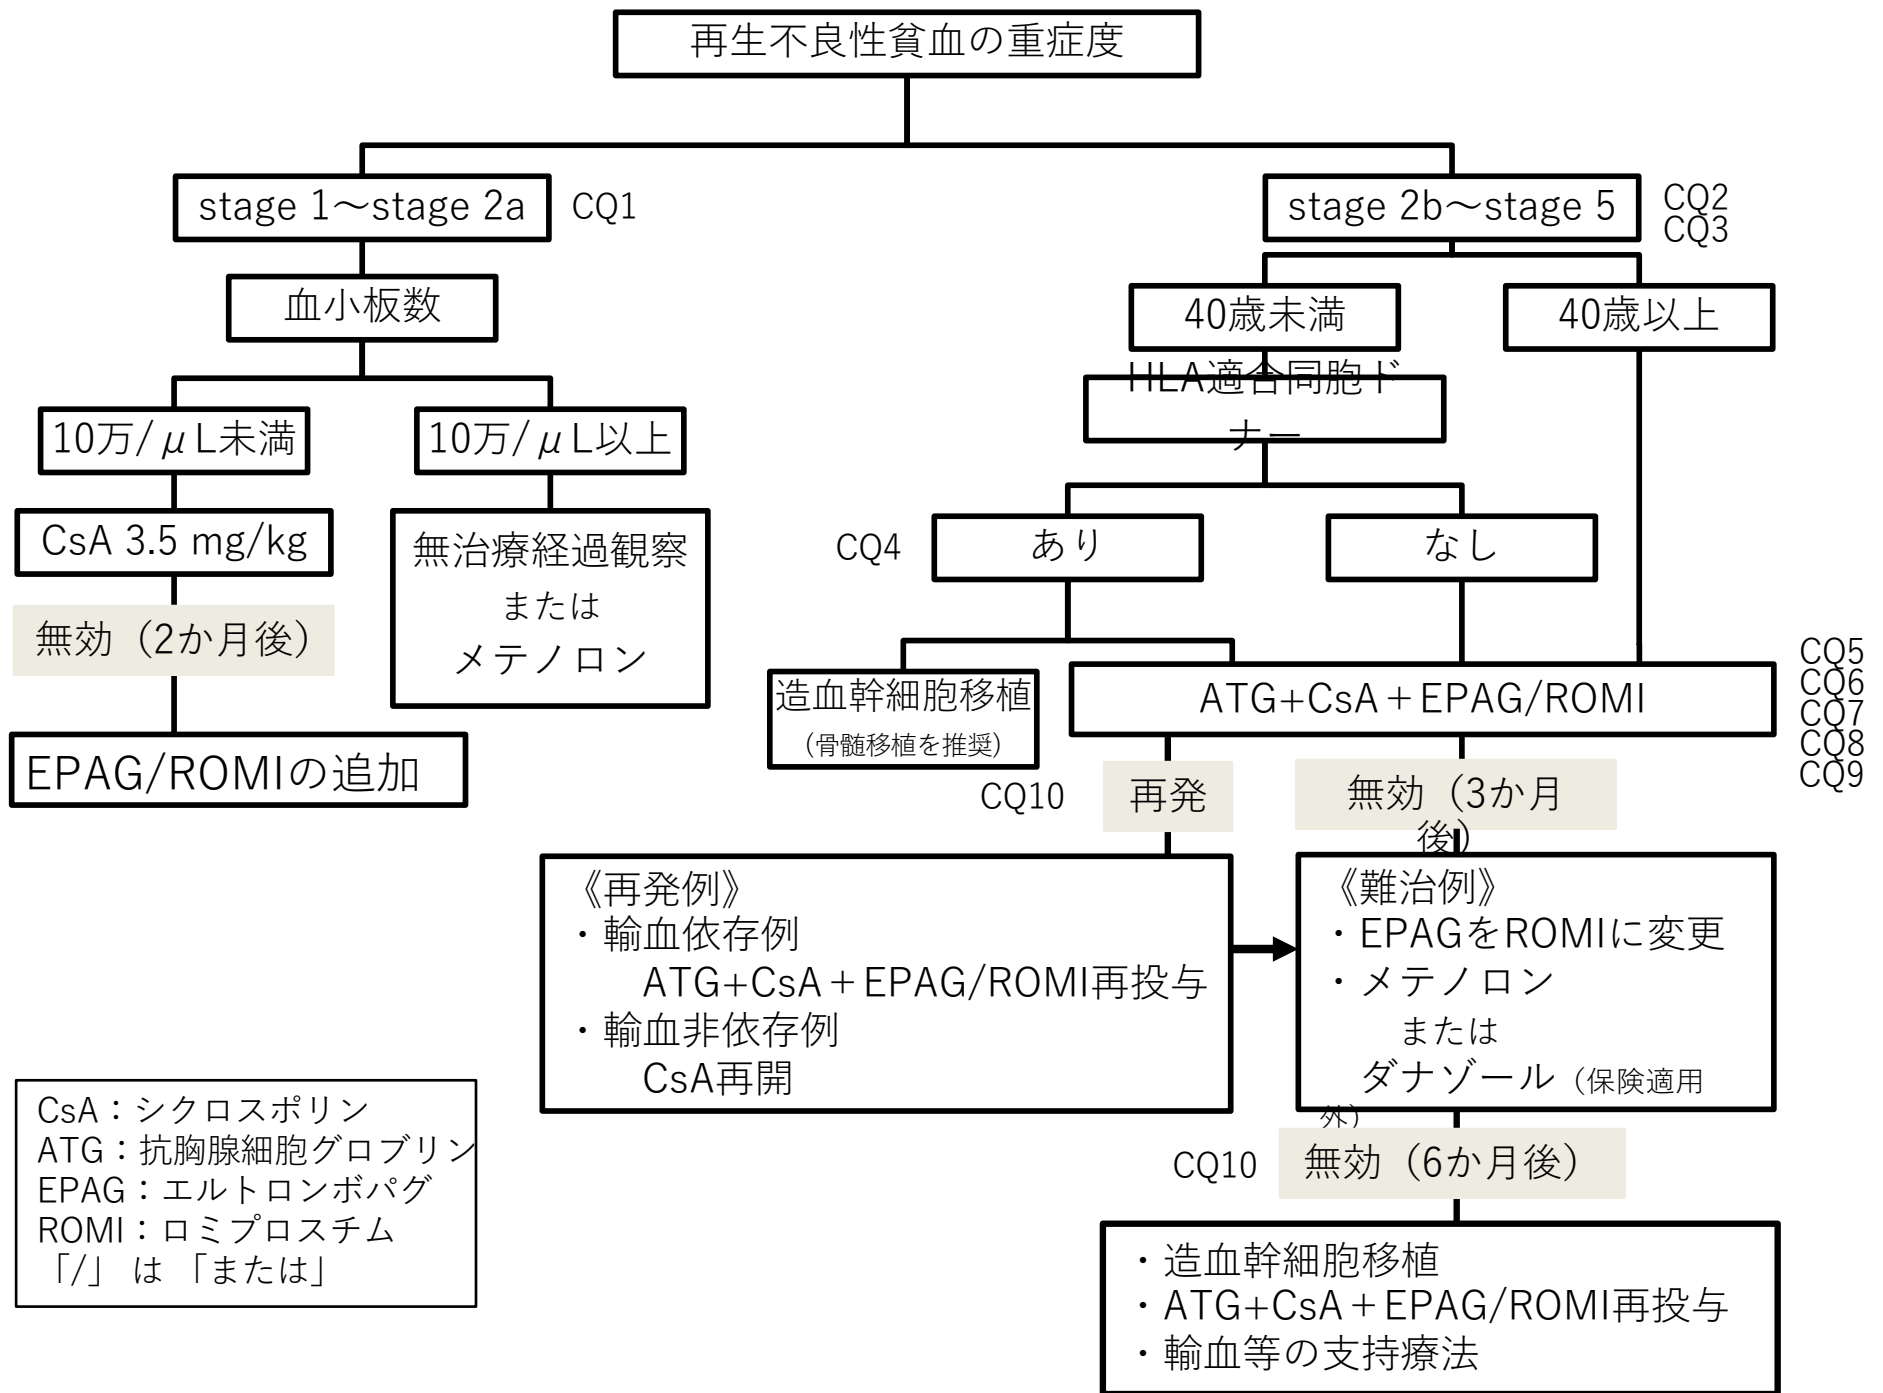 再生不良性貧血の重症度
stage 1～stage 2a
CQ1
血小板数
10万/μL未満
10万/μL以上
CsA 3.5 mg/kg
無効（2か月後）
EPAG/ROMIの追加
無治療経過観察
または
メテノロン
stage 2b～stage 5
CQ2
CQ3
40歳未満
40歳以上
HLA適合同胞ド
ナー
CQ4
あり
なし
造血幹細胞移植
（骨髄移植を推奨）
ATG+CsA＋EPAG/ROMI
CQ5
CQ6
CQ7
CQ8
CQ9
CQ10
再発
無効（3か月
後）
《再発例》
・輸血依存例
ATG+CsA＋EPAG/ROMI再投与
・輸血非依存例
CsA再開
《難治例》
・EPAGをROMIに変更
・メテノロン
または
ダナゾール（保険適用
外）
CQ10
無効（6か月後）
・造血幹細胞移植
・ATG+CsA＋EPAG/ROMI再投与
・輸血等の支持療法
CsA：シクロスポリン
ATG：抗胸腺細胞グロブリン
EPAG：エルトロンボパグ
ROMI：ロミプロスチム
「/」 は 「または」